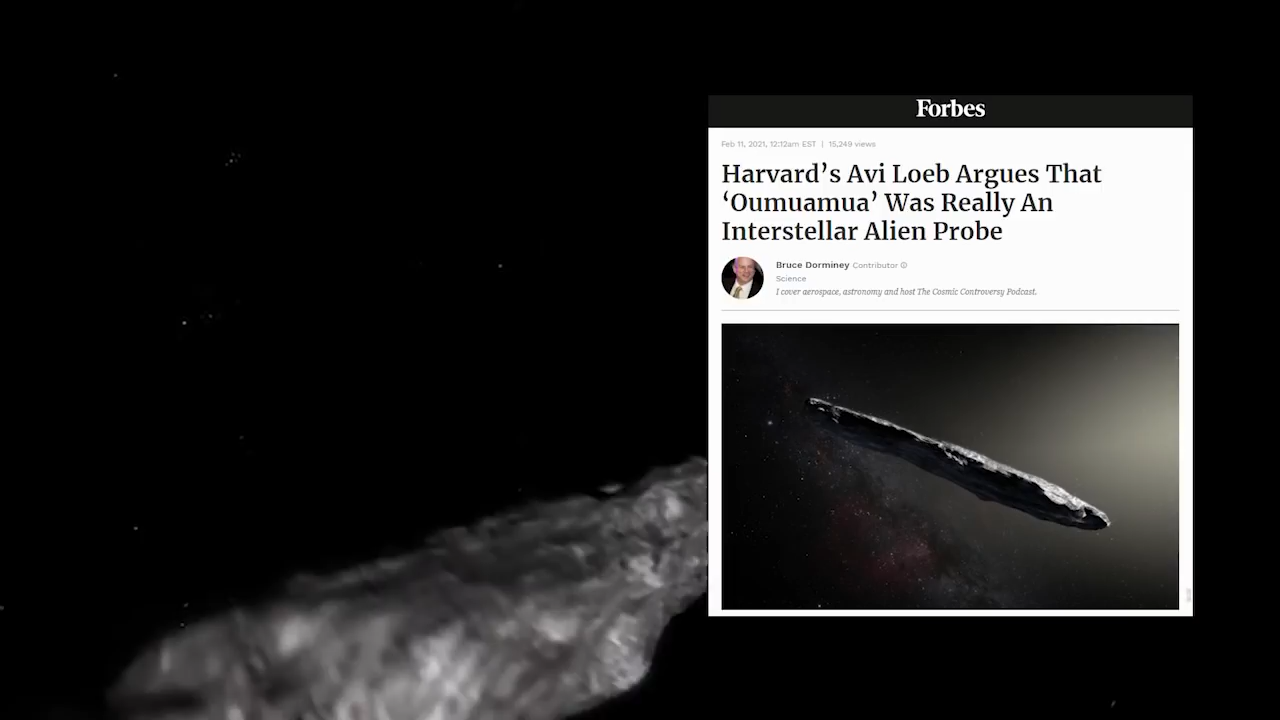 Forbes
Feb 11, 2021, 12:12am EST | 15,249 views
Harvard’s Avi Loeb Argues That
‘Oumuamua’ Was Really An
Interstellar Alien Probe
Bruce Dorminey Contributor
Science
I cover aerospace, astronomy and host The Cosmic Controversy Podcast.